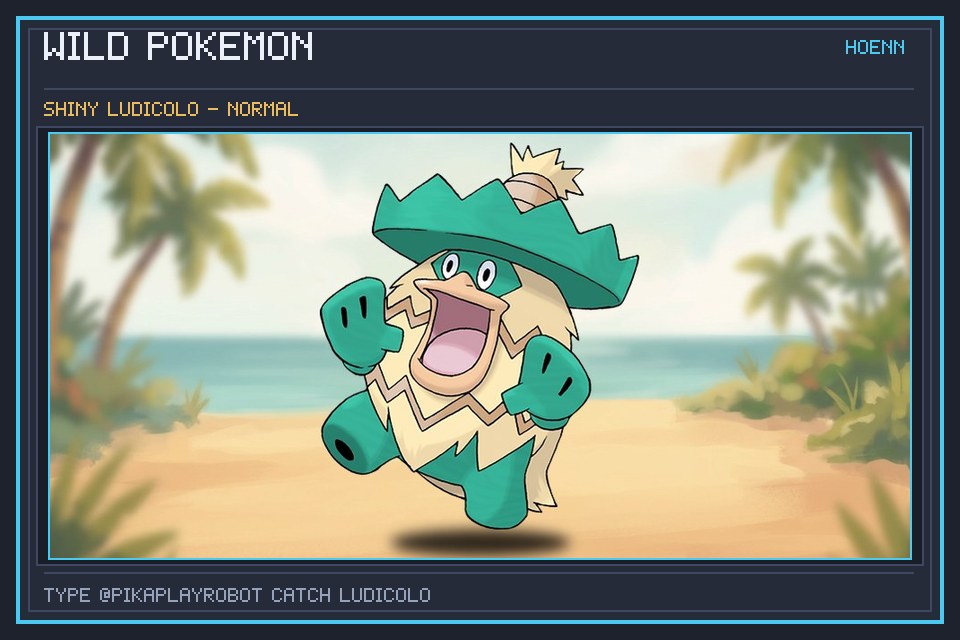 WILD POKEMON
HOENN
SHINY LUDICOLO - NORMAL
TYPE @PIKAPLAYROBOT CATCH LUDICOLO